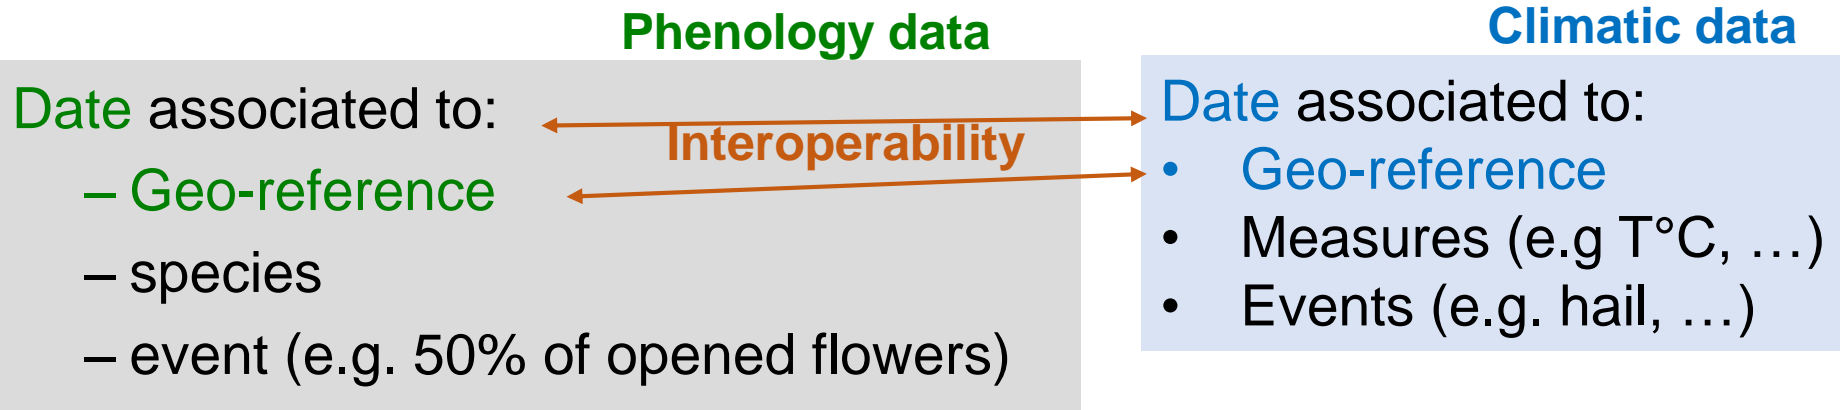 Phenology data
Date associated to:
– Geo-reference
– species
– event (e.g. 50% of opened flowers)
Interoperability
Climatic data
Date associated to:
• Geo-reference
• Measures (e.g T°C, …)
• Events (e.g. hail, …)